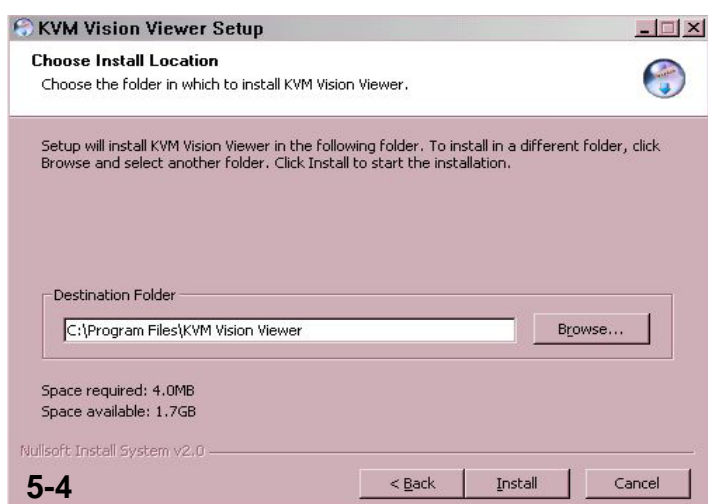 KVM Vision Viewer Setup
Choose Install Location
Choose the folder in which to install KVM Vision Viewer.
Setup will install KVM Vision Viewer in the following folder. To install in a different folder, click
Browse and select another folder. Click Install to start the installation.
Destination Folder
C:\Program Files\KVM Vision Viewer
Browse...
Space required: 4.0MB
Space available: 1.7GB
Nullsoft Install System v2.0
5-4
< Back
Install
Cancel